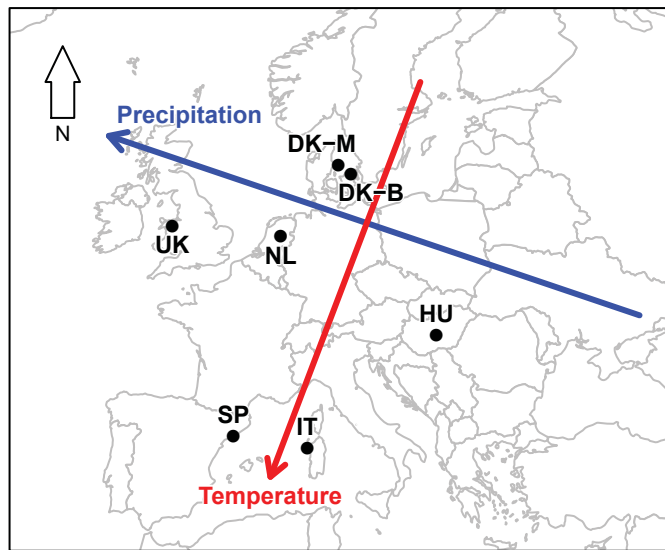 Precipitation
N
DK−M
DK−B
UK
NL
HU
SP
IT
Temperature